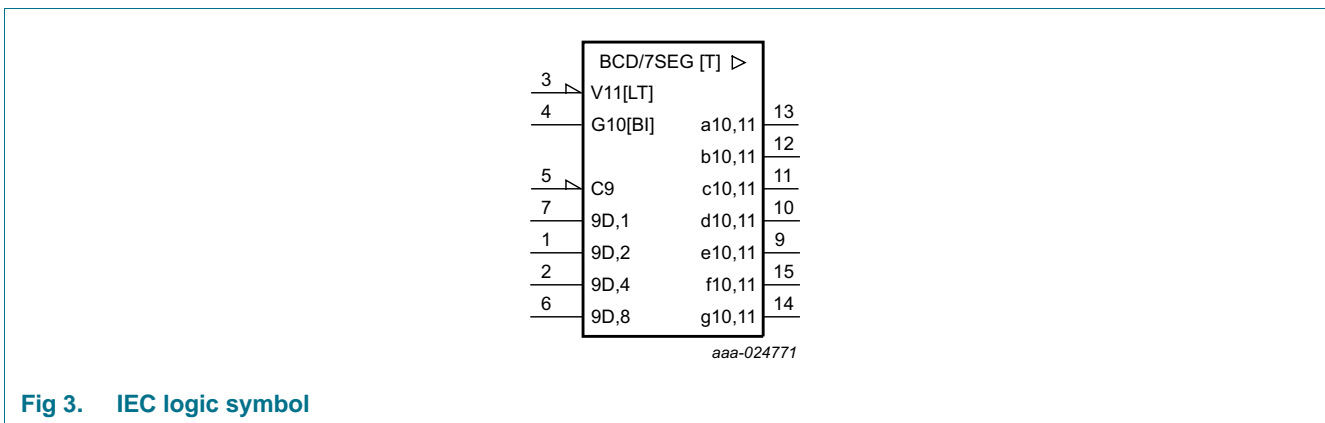 BCD/7SEG [T] ▷
3 V11[LT]
4 G10[BI] a10,11 13
b10,11 12
5 C9 c10,11 11
7 9D,1 d10,11 10
1 9D,2 e10,11 9
2 9D,4 f10,11 15
6 9D,8 g10,11 14
aaa-024771
Fig 3. IEC logic symbol